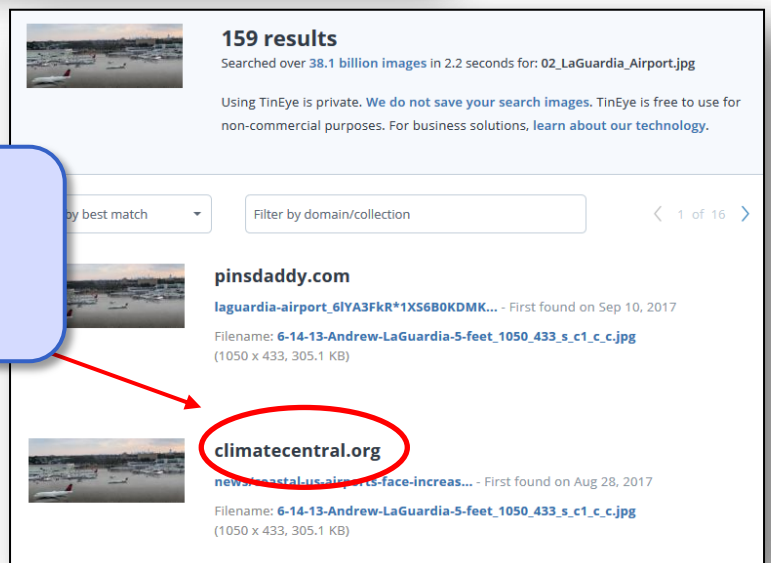 159 results
Searched over 38.1 billion images in 2.2 seconds for: 02_LaGuardia_Airport.jpg
Using TinEye is private. We do not save your search images. TinEye is free to use for
non-commercial purposes. For business solutions, learn about our technology.
by best match
Filter by domain/collection
1 of 16
pinsdaddy.com
laguardia-airport_6lYA3FkR*1XS6B0KDMK... - First found on Sep 10, 2017
Filename: 6-14-13-Andrew-LaGuardia-5-feet_1050_433_s_c1_c_c.jpg
(1050 x 433, 305.1 KB)
climatecentral.org
news/coastal-us-airports-face-increas... - First found on Aug 28, 2017
Filename: 6-14-13-Andrew-LaGuardia-5-feet_1050_433_s_c1_c_c.jpg
(1050 x 433, 305.1 KB)